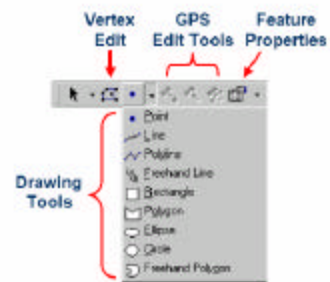 Vertex Edit
GPS Edit Tools
Feature Properties
Drawing Tools
Point
Line
Polyline
Freehand Line
Rectangle
Polygon
Ellipse
Circle
Freehand Polygon